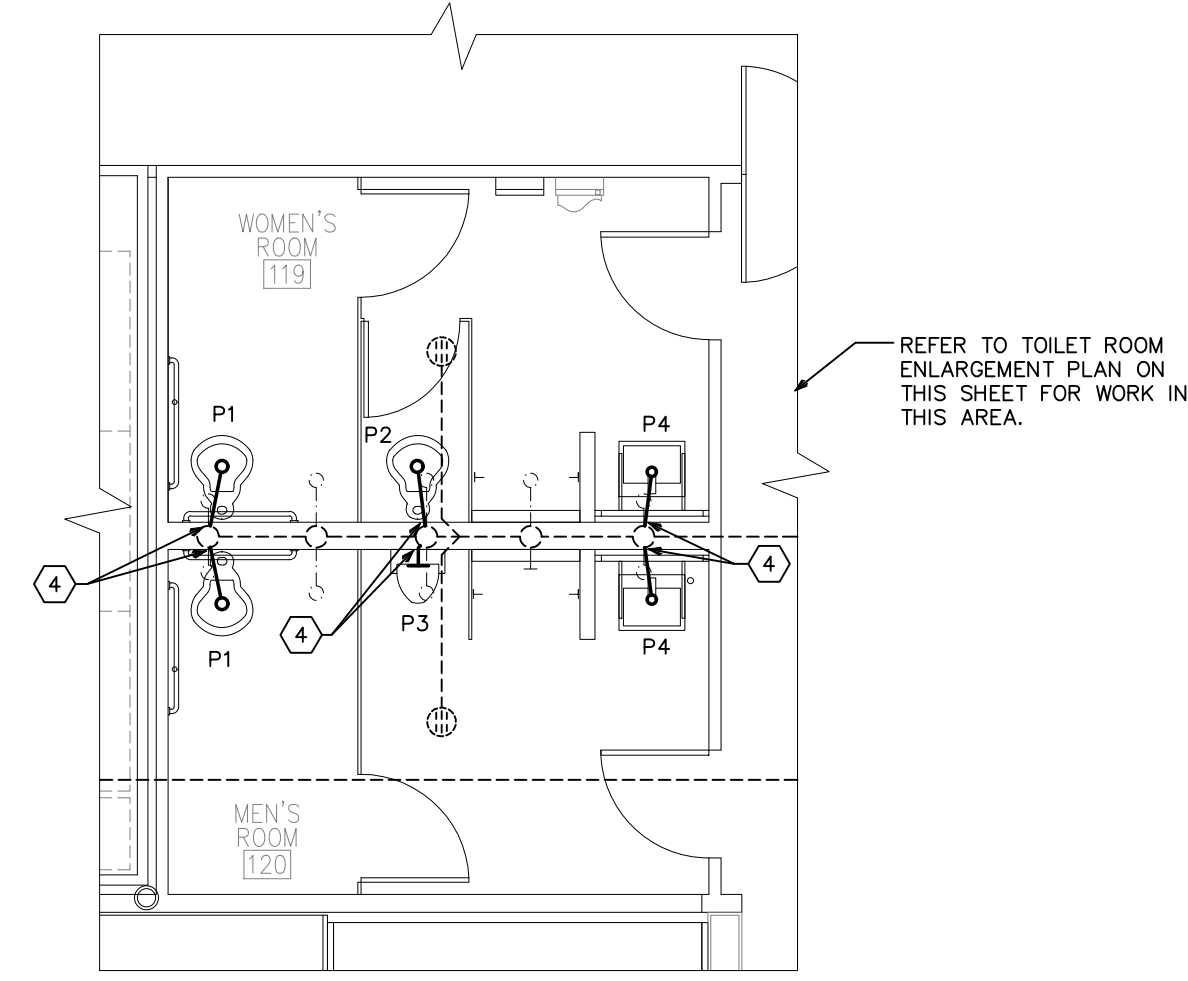 WOMEN'S
ROOM
119
REFER TO TOILET ROOM
ENLARGEMENT PLAN ON
THIS SHEET FOR WORK IN
THIS AREA.
P1
P2
P4
4
4
4
P3
P1
P4
MEN'S
ROOM
120